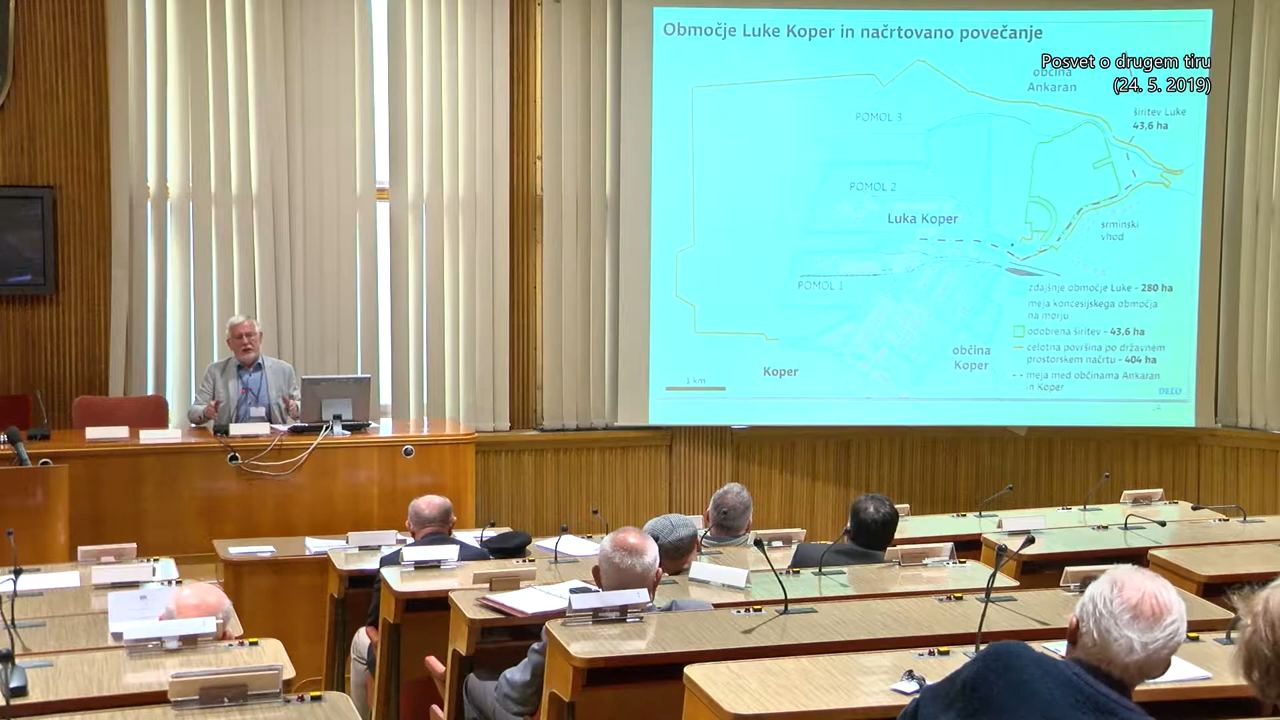 Območje Luke Koper in načrtovano povečanje
Posvet o drugem tiru
(24. 5. 2019)
občina
Ankaran
širitev Luke
43,6 ha
POMOL 3
POMOL 2
Luka Koper
srminski
vhod
POMOL 1
zdajšnje območje Luke - 280 ha
meja koncesijskega območja
na morju
odobrena širitev - 43,6 ha
celotna površina po državnem
prostorskem načrtu - 404 ha
meja med občinama Ankaran
in Koper
občina
Koper
Koper
1 km
DELO